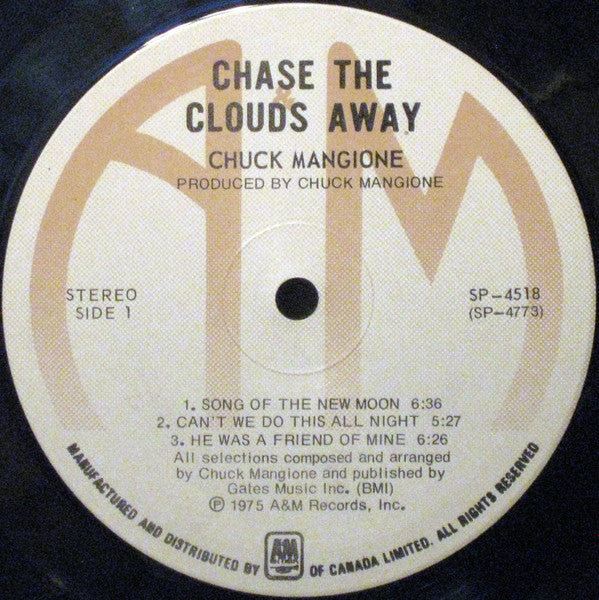 A&M
CHASE THE
CLOUDS AWAY
CHUCK MANGIONE
PRODUCED BY CHUCK MANGIONE
STEREO
SIDE 1
SP-4518
(SP-4773)
1. SONG OF THE NEW MOON 6:36
2. CAN'T WE DO THIS ALL NIGHT 5:27
3. HE WAS A FRIEND OF MINE 6:26
All selections composed and arranged
by Chuck Mangione and published by
Gates Music Inc. (BMI)
℗ 1975 A&M Records, Inc.
MANUFACTURED AND DISTRIBUTED BY A&M OF CANADA LIMITED. ALL RIGHTS RESERVED